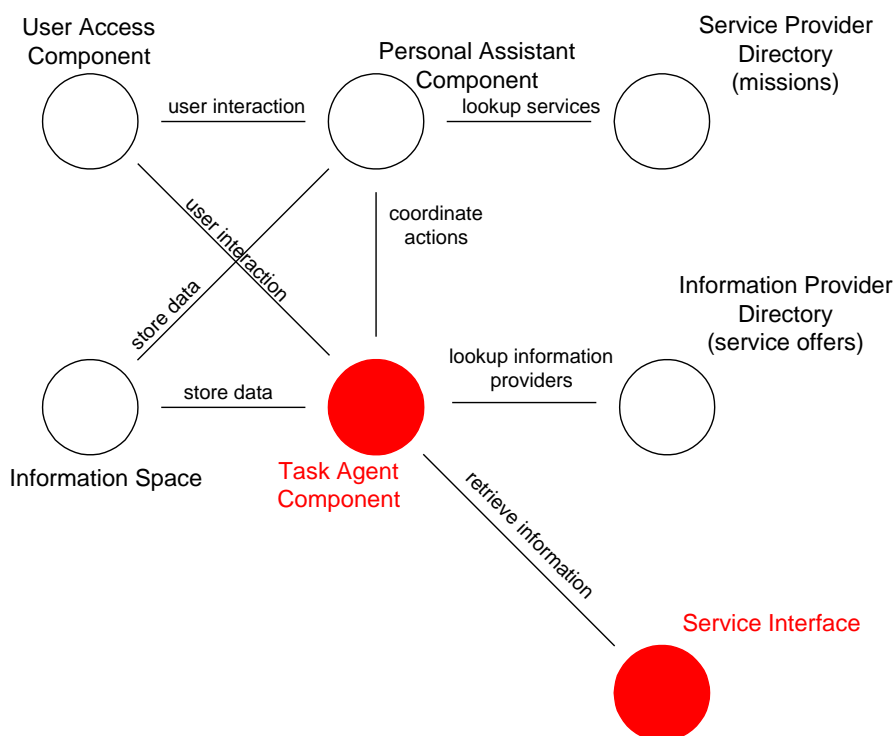 User Access
Component
Personal Assistant
Component
Service Provider
Directory
(missions)
user interaction
lookup services
user interaction
coordinate
actions
store data
Information Provider
Directory
(service offers)
store data
lookup information
providers
Information Space
Task Agent
Component
retrieve information
Service Interface